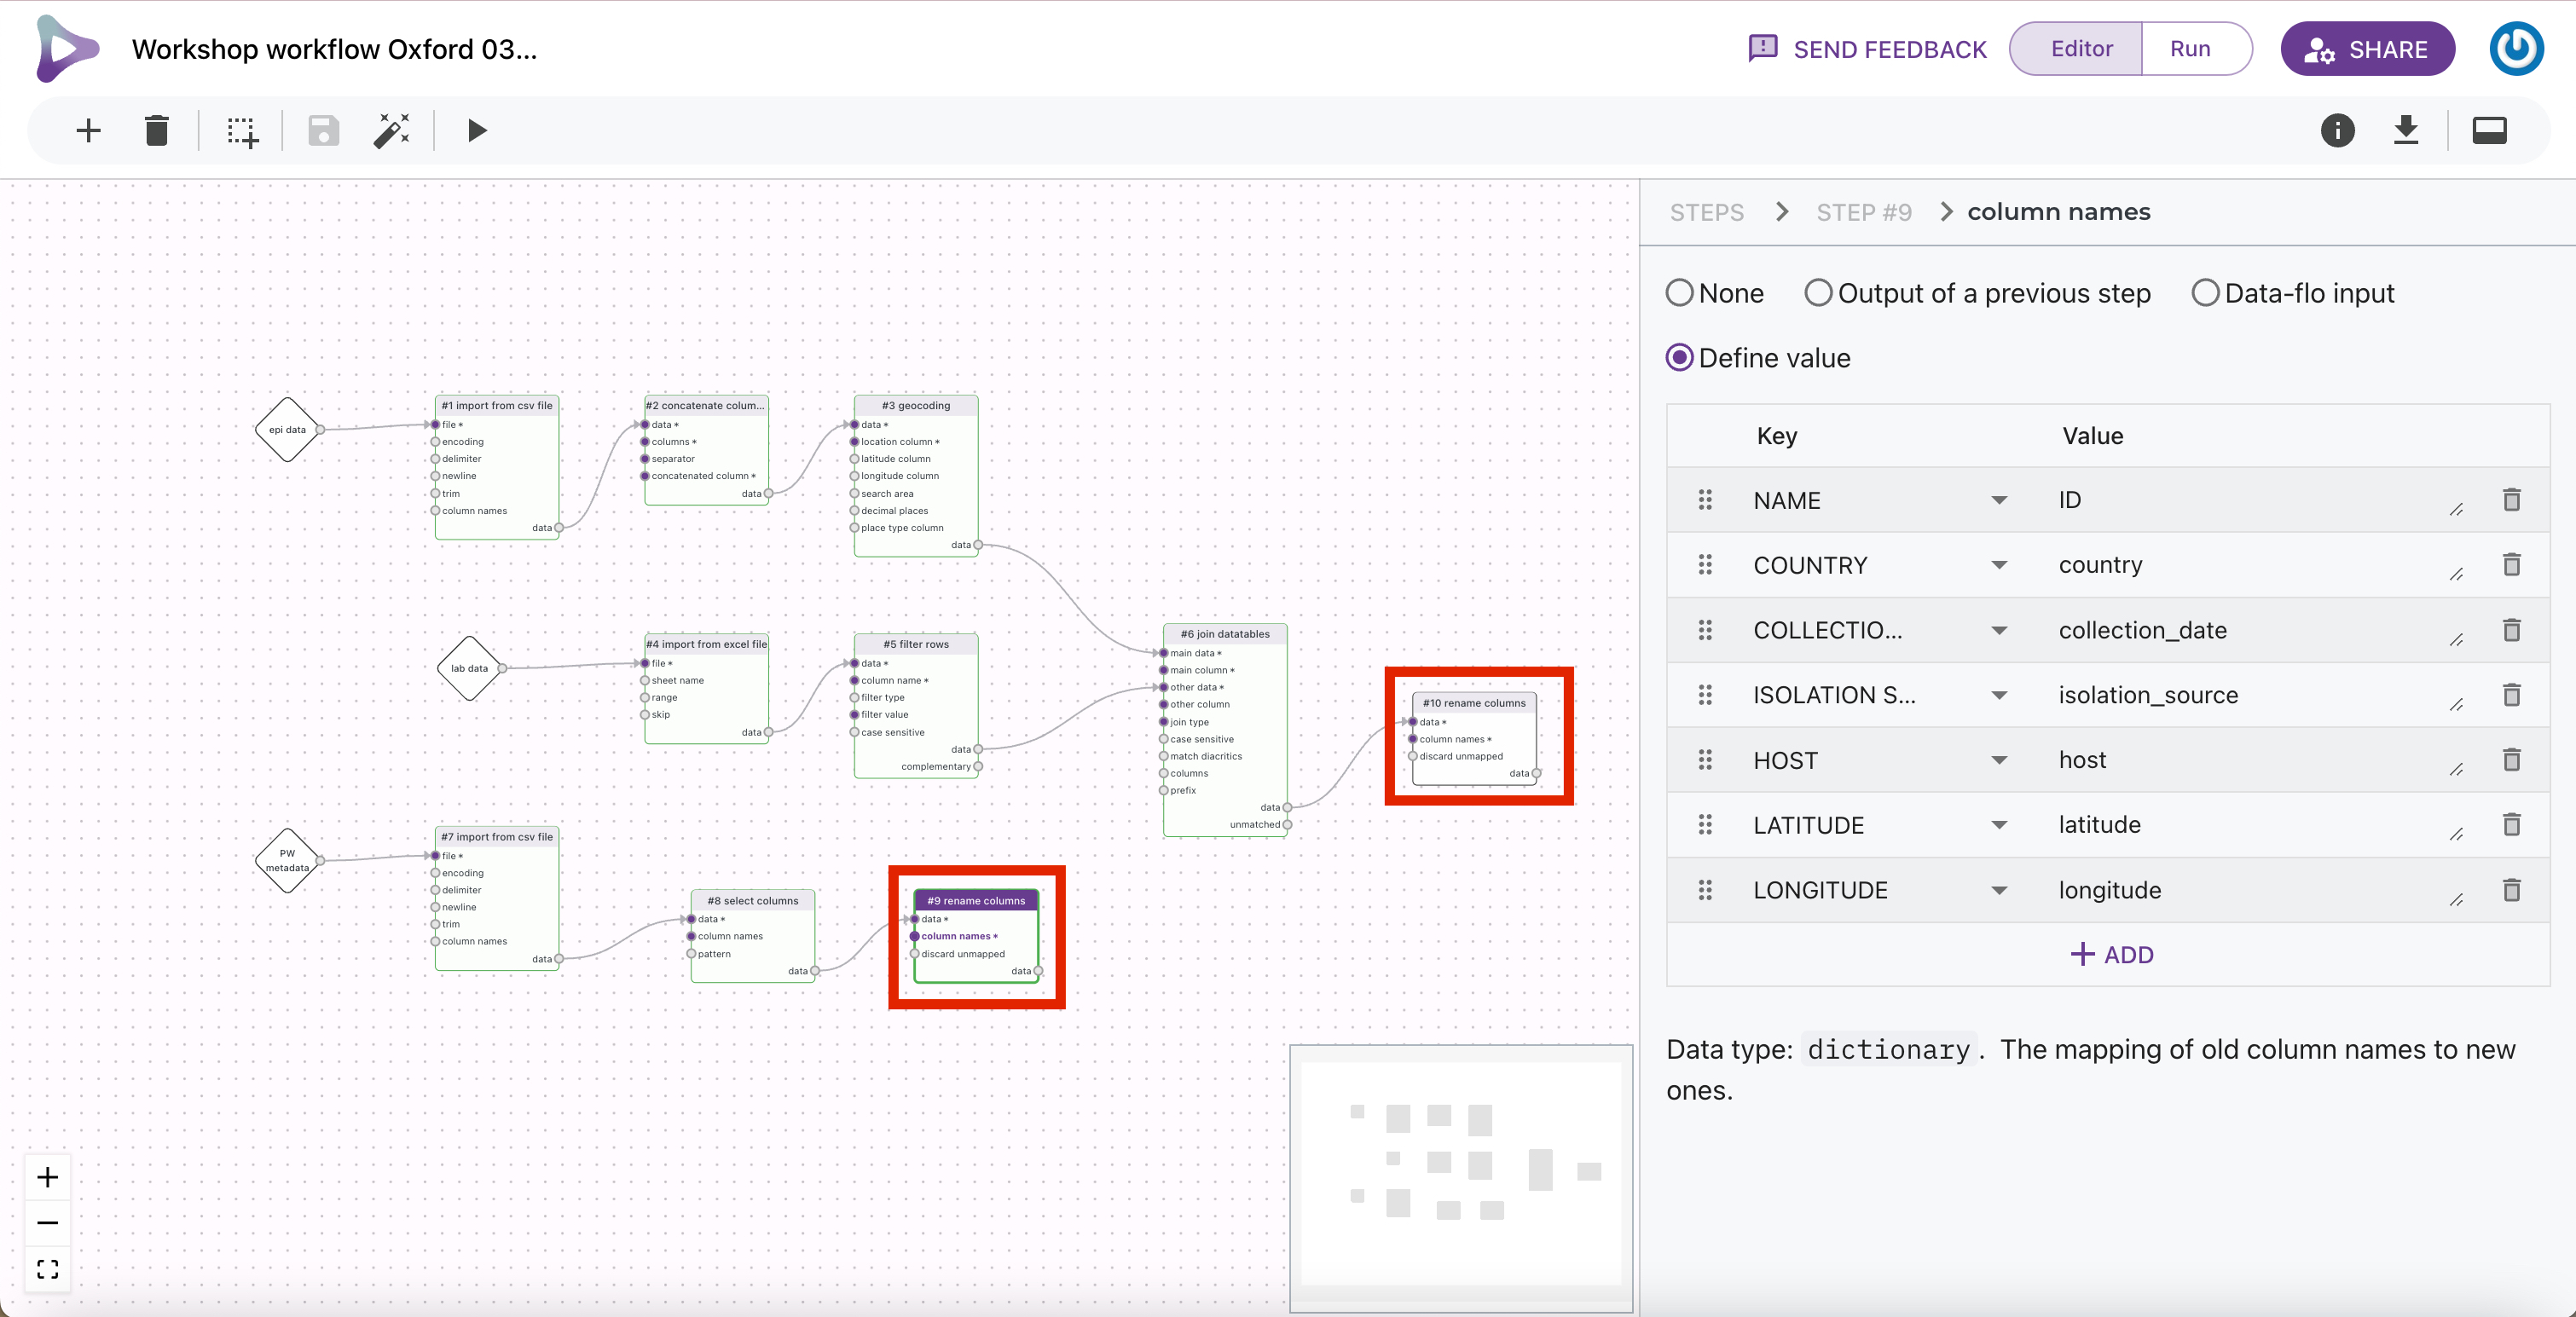 Workshop workflow Oxford 03...
SEND FEEDBACK
Editor
Run
SHARE
STEPS
STEP #9
column names
None
Output of a previous step
Data-flo input
Define value
Key
Value
NAME
ID
COUNTRY
country
COLLECTIO...
collection_date
ISOLATION S...
isolation_source
HOST
host
LATITUDE
latitude
LONGITUDE
longitude
ADD
Data type: dictionary. The mapping of old column names to new
ones.
epi data
#1 import from csv file
file *
encoding
delimiter
newline
trim
column names
data
#2 concatenate colum...
data *
columns *
separator
concatenated column *
data
#3 geocoding
data *
location column *
latitude column
longitude column
search area
decimal places
place type column
data
lab data
#4 import from excel file
file *
sheet name
range
skip
data
#5 filter rows
data *
column name *
filter type
filter value
case sensitive
data
complementary
#6 join datatables
main data *
main column *
other data *
other column
join type
case sensitive
match diacritics
columns
prefix
data
unmatched
#10 rename columns
data *
column names *
discard unmapped
data
PW
metadata
#7 import from csv file
file *
encoding
delimiter
newline
trim
column names
data
#8 select columns
data *
column names
pattern
data
#9 rename columns
data *
column names *
discard unmapped
data